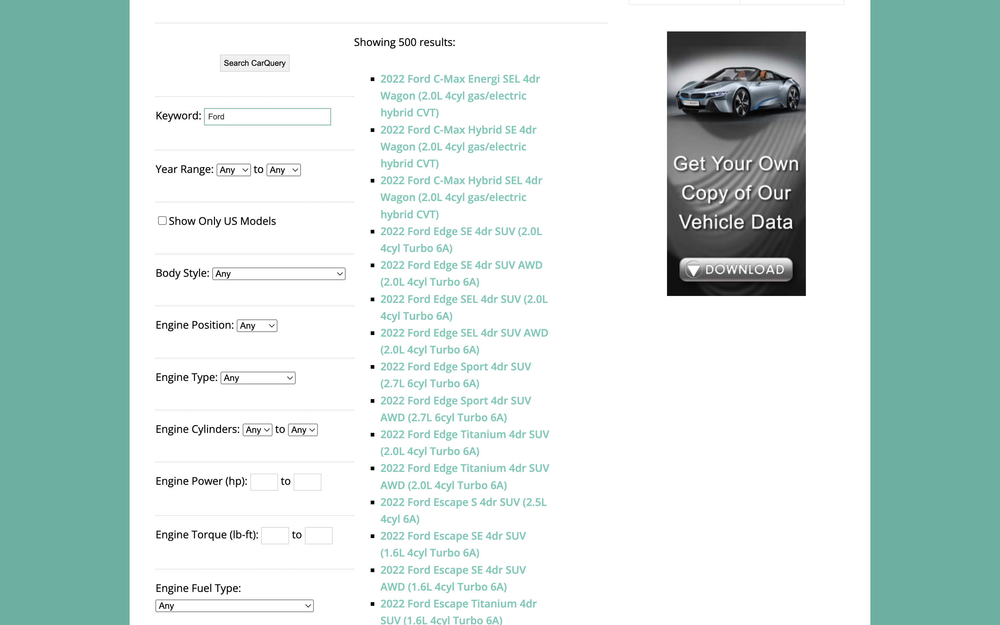 Showing 500 results:
Search CarQuery
Keyword: Ford
Year Range: Any to Any
Show Only US Models
Body Style: Any
Engine Position: Any
Engine Type: Any
Engine Cylinders: Any to Any
Engine Power (hp): to
Engine Torque (lb-ft): to
Engine Fuel Type:
Any
2022 Ford C-Max Energi SEL 4dr
Wagon (2.0L 4cyl gas/electric
hybrid CVT)
2022 Ford C-Max Hybrid SE 4dr
Wagon (2.0L 4cyl gas/electric
hybrid CVT)
2022 Ford C-Max Hybrid SEL 4dr
Wagon (2.0L 4cyl gas/electric
hybrid CVT)
2022 Ford Edge SE 4dr SUV (2.0L
4cyl Turbo 6A)
2022 Ford Edge SE 4dr SUV AWD
(2.0L 4cyl Turbo 6A)
2022 Ford Edge SEL 4dr SUV (2.0L
4cyl Turbo 6A)
2022 Ford Edge SEL 4dr SUV AWD
(2.0L 4cyl Turbo 6A)
2022 Ford Edge Sport 4dr SUV
(2.7L 6cyl Turbo 6A)
2022 Ford Edge Sport 4dr SUV
AWD (2.7L 6cyl Turbo 6A)
2022 Ford Edge Titanium 4dr SUV
(2.0L 4cyl Turbo 6A)
2022 Ford Edge Titanium 4dr SUV
AWD (2.0L 4cyl Turbo 6A)
2022 Ford Escape S 4dr SUV (2.5L
4cyl 6A)
2022 Ford Escape SE 4dr SUV
(1.6L 4cyl Turbo 6A)
2022 Ford Escape SE 4dr SUV
AWD (1.6L 4cyl Turbo 6A)
2022 Ford Escape Titanium 4dr
SUV (1.6L 4cyl Turbo 6A)
Get Your Own
Copy of Our
Vehicle Data
DOWNLOAD